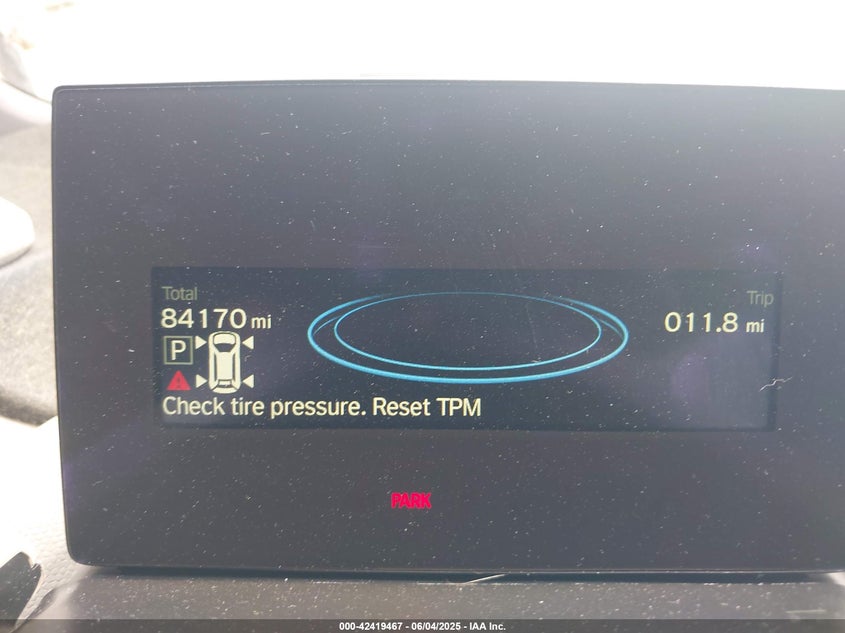 Total
Trip
84170 mi
011.8 mi
P
Check tire pressure. Reset TPM
PARK
000-42419467 - 06/04/2025 - IAA Inc.